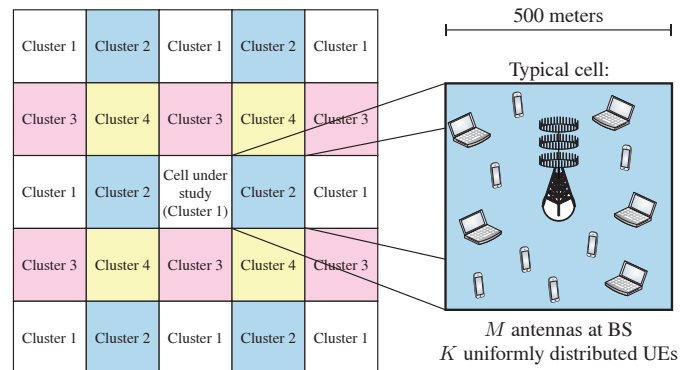 Cluster 1 Cluster 2 Cluster 1 Cluster 2 Cluster 1
Cluster 3 Cluster 4 Cluster 3 Cluster 4 Cluster 3
Cluster 1 Cluster 2 Cell under study (Cluster 1) Cluster 2 Cluster 1
Cluster 3 Cluster 4 Cluster 3 Cluster 4 Cluster 3
Cluster 1 Cluster 2 Cluster 1 Cluster 2 Cluster 1
500 meters
Typical cell:
M antennas at BS
K uniformly distributed UEs